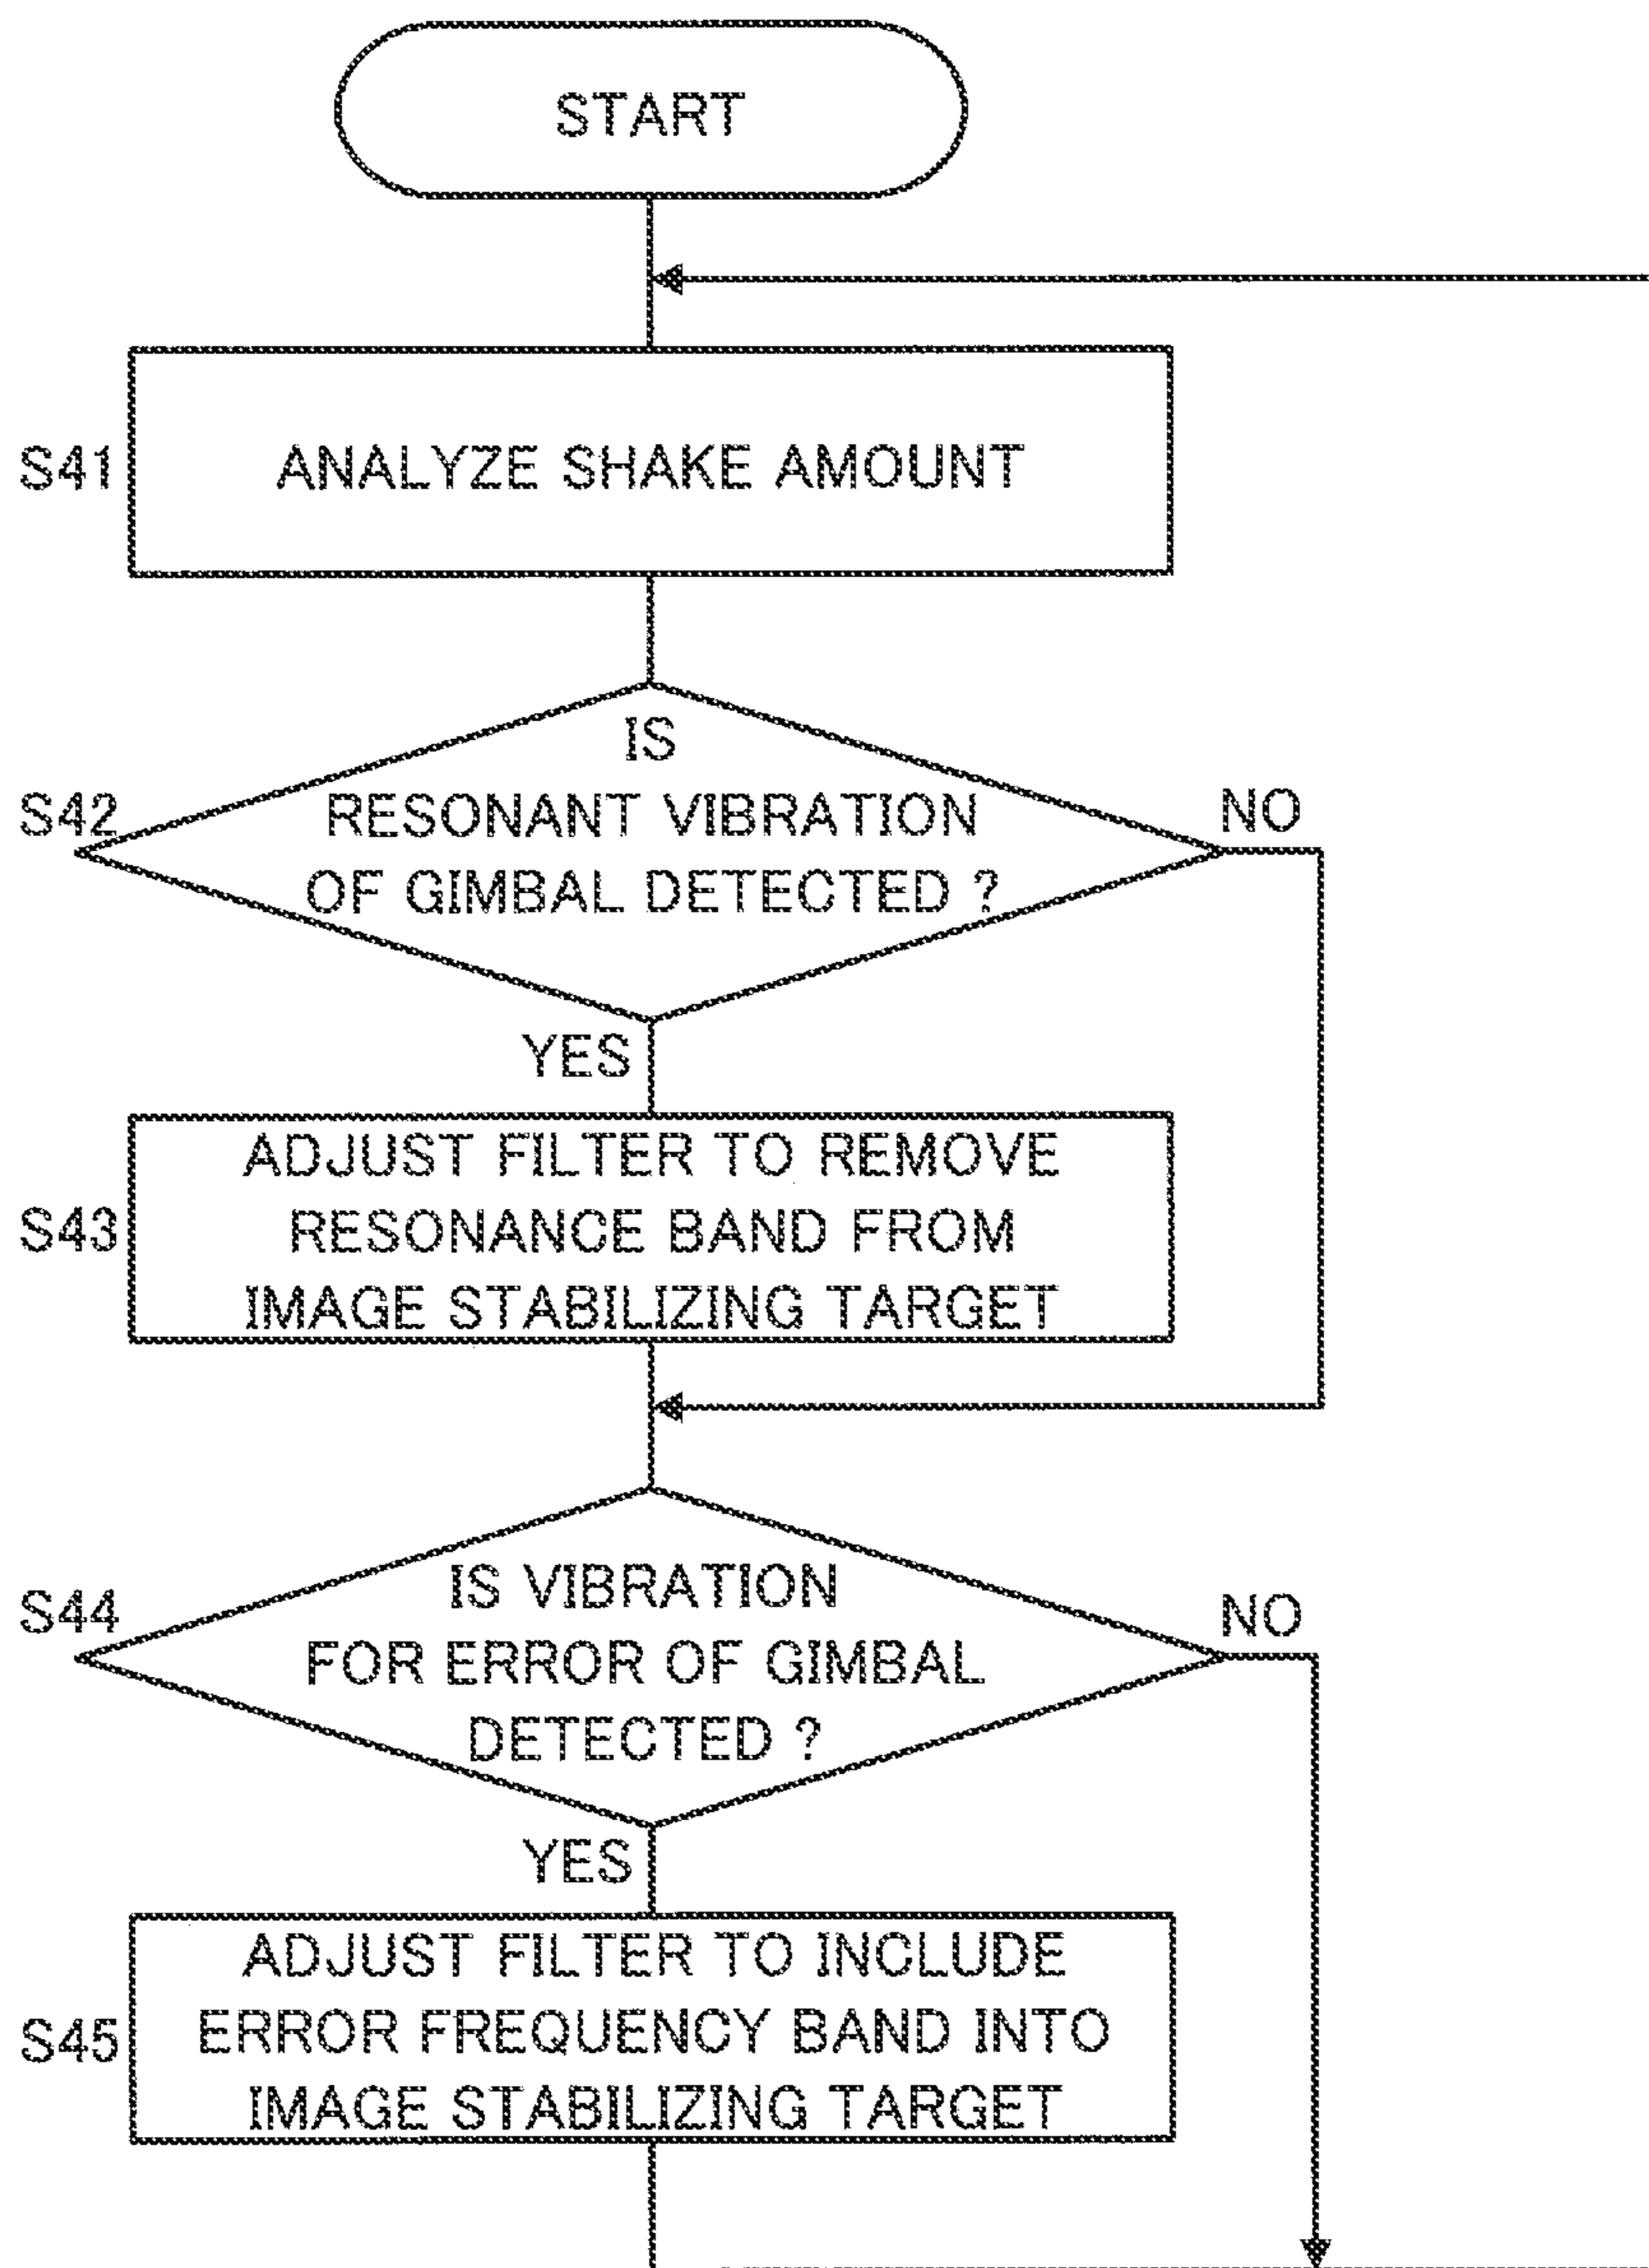 START
S41
ANALYZE SHAKE AMOUNT
IS
S42
RESONANT VIBRATION
NO
OF GIMBAL DETECTED ?
YES
ADJUST FILTER TO REMOVE
S43
RESONANCE BAND FROM
IMAGE STABILIZING TARGET
IS VIBRATION
S44
NO
FOR ERROR OF GIMBAL
DETECTED ?
YES
ADJUST FILTER TO INCLUDE
S45
ERROR FREQUENCY BAND INTO
IMAGE STABILIZING TARGET